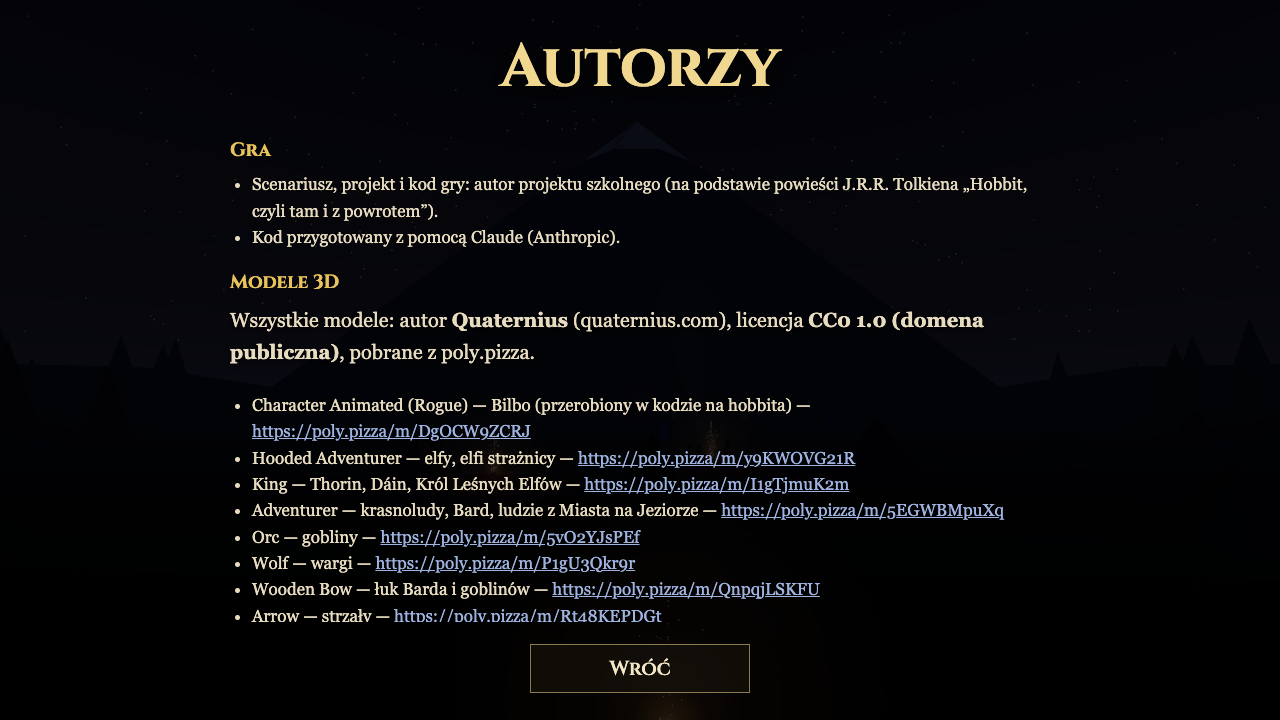 Autorzy
Gra
• Scenariusz, projekt i kod gry: autor projektu szkolnego (na podstawie powieści J.R.R. Tolkiena „Hobbit,
czyli tam i z powrotem”).
• Kod przygotowany z pomocą Claude (Anthropic).
Modele 3D
Wszystkie modele: autor Quaternius (quaternius.com), licencja CC0 1.0 (domena
publiczna), pobrane z poly.pizza.
• Character Animated (Rogue) — Bilbo (przerobiony w kodzie na hobbita) —
https://poly.pizza/m/DgOCW9ZCRJ
• Hooded Adventurer — elfy, elfi strażnicy — https://poly.pizza/m/y9KWOVG21R
• King — Thorin, Dáin, Król Leśnych Elfów — https://poly.pizza/m/I1gTjmuK2m
• Adventurer — krasnoludy, Bard, ludzie z Miasta na Jeziorze — https://poly.pizza/m/5EGWBMpuXq
• Orc — gobliny — https://poly.pizza/m/5vO2YJsPEf
• Wolf — wargi — https://poly.pizza/m/P1gU3Qkr9r
• Wooden Bow — łuk Barda i goblinów — https://poly.pizza/m/QnpqjLSKFU
• Arrow — strzały — https://poly.pizza/m/Rt48KEPDGt
Wróć